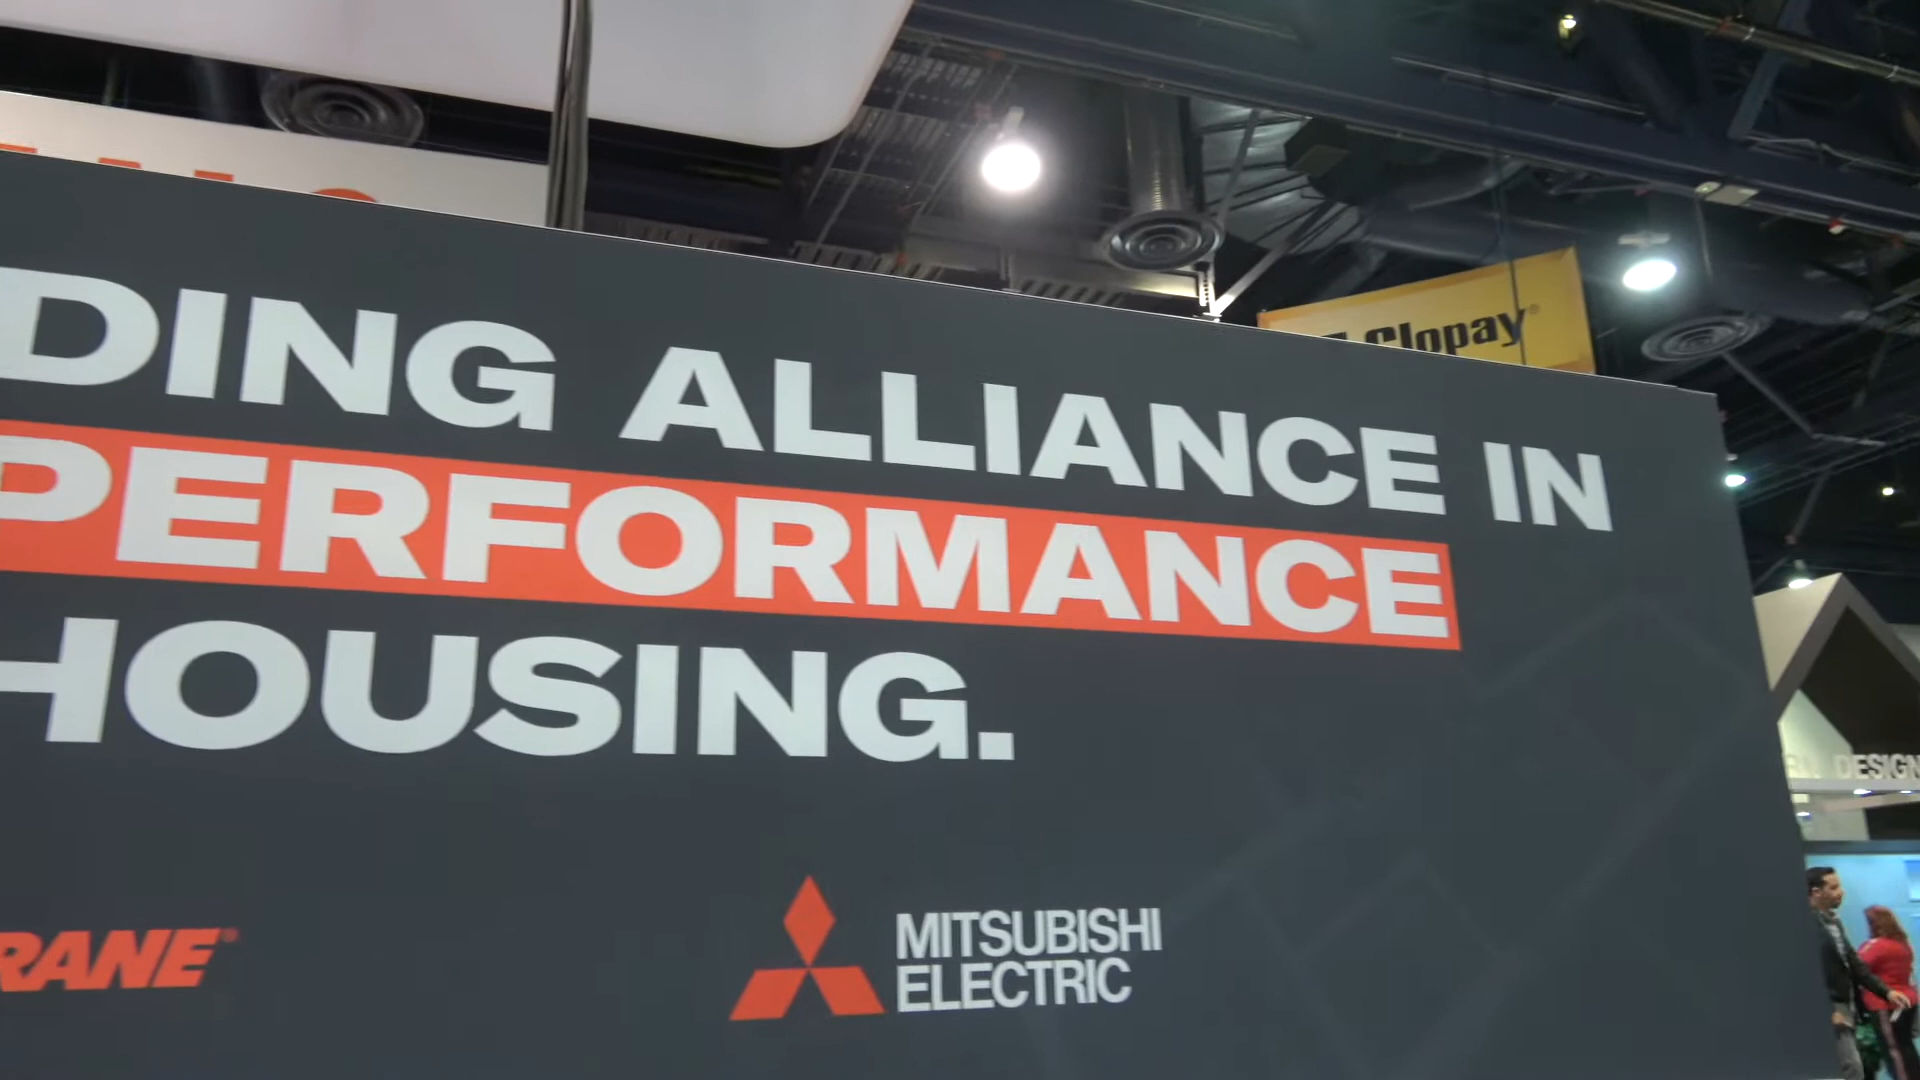 Clopay
DING ALLIANCE IN
PERFORMANCE
HOUSING.
DESIGN
RANE®
MITSUBISHI
ELECTRIC